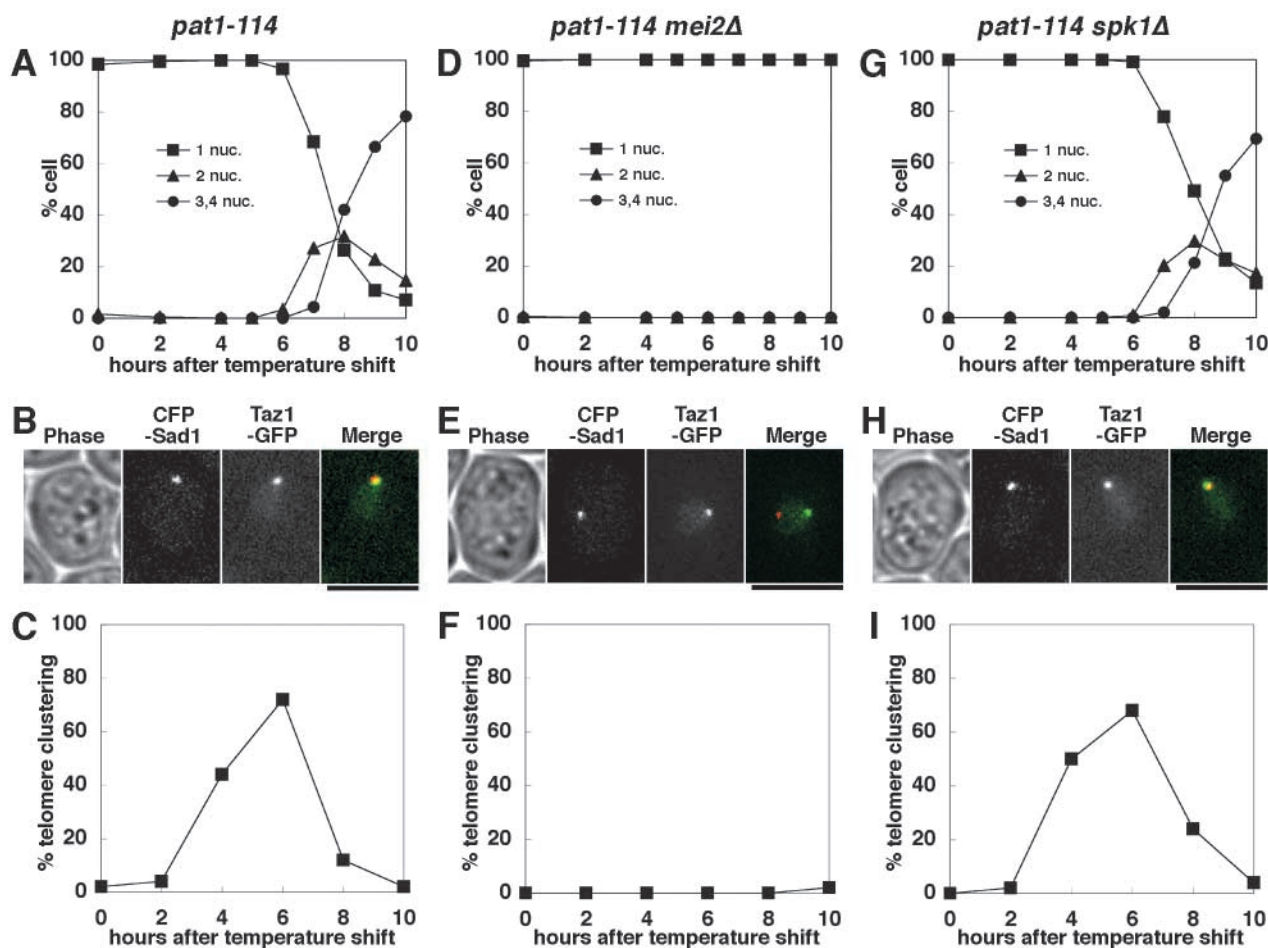 pat1-114
pat1-114 mei2Δ
pat1-114 spk1Δ
A
100
80
60
40
20
0
% cell
1 nuc.
2 nuc.
3,4 nuc.
0 2 4 6 8 10
hours after temperature shift
D
100
80
60
40
20
0
% cell
1 nuc.
2 nuc.
3,4 nuc.
0 2 4 6 8 10
hours after temperature shift
G
100
80
60
40
20
0
% cell
1 nuc.
2 nuc.
3,4 nuc.
0 2 4 6 8 10
hours after temperature shift
B
Phase
CFP
-Sad1
Taz1
-GFP
Merge
E
Phase
CFP
-Sad1
Taz1
-GFP
Merge
H
Phase
CFP
-Sad1
Taz1
-GFP
Merge
C
100
80
60
40
20
0
% telomere clustering
0 2 4 6 8 10
hours after temperature shift
F
100
80
60
40
20
0
% telomere clustering
0 2 4 6 8 10
hours after temperature shift
I
100
80
60
40
20
0
% telomere clustering
0 2 4 6 8 10
hours after temperature shift